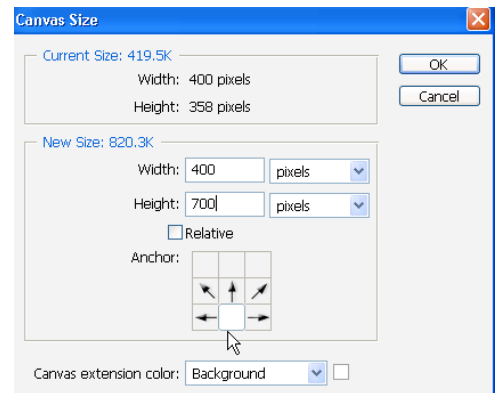 Canvas Size
Current Size: 419.5K
OK
Width: 400 pixels
Cancel
Height: 358 pixels
New Size: 820.3K
Width: 400 pixels
Height: 700 pixels
Relative
Anchor:
Canvas extension color: Background